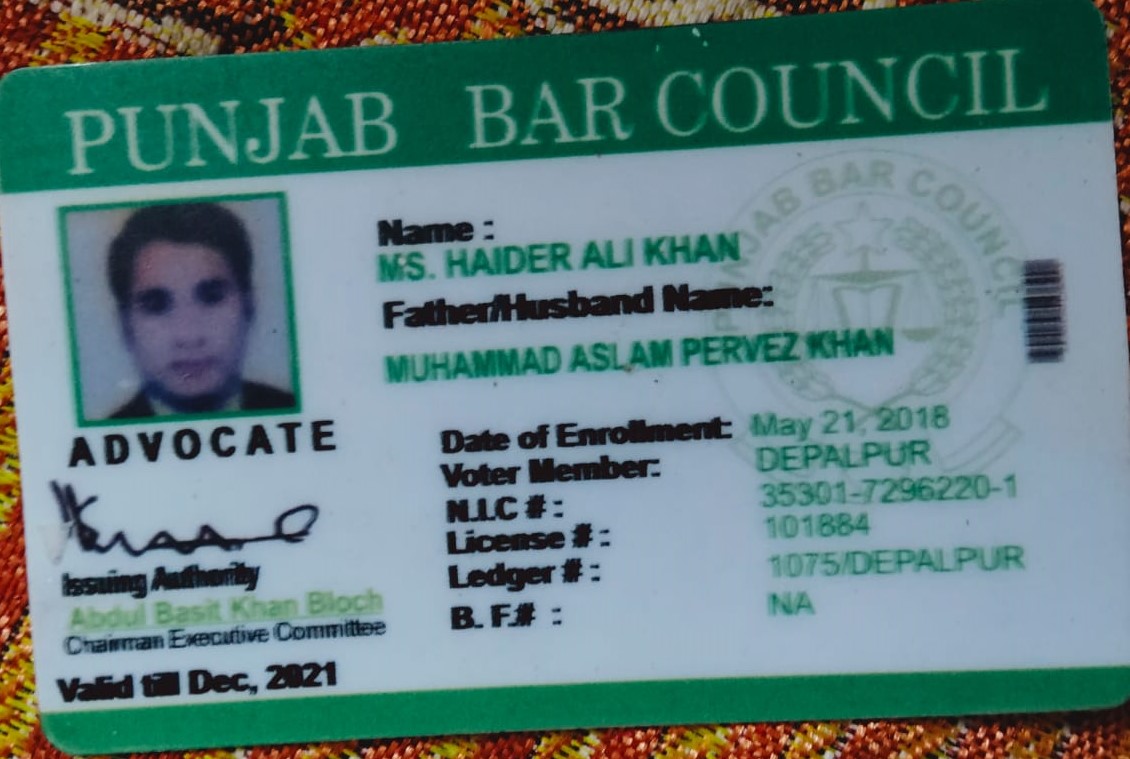 PUNJAB BAR COUNCIL
PUNJAB BAR COUNCIL
Name :
MS. HAIDER ALI KHAN
Father/Husband Name:
MUHAMMAD ASLAM PERVEZ KHAN
ADVOCATE
Date of Enrollment: May 21, 2018
Voter Member: DEPALPUR
N.I.C # : 35301-7296220-1
License # : 101884
Ledger # : 1075/DEPALPUR
B. F.# : NA
Issuing Authority
Abdul Basit Khan Bloch
Chairman Executive Committee
Valid till Dec, 2021